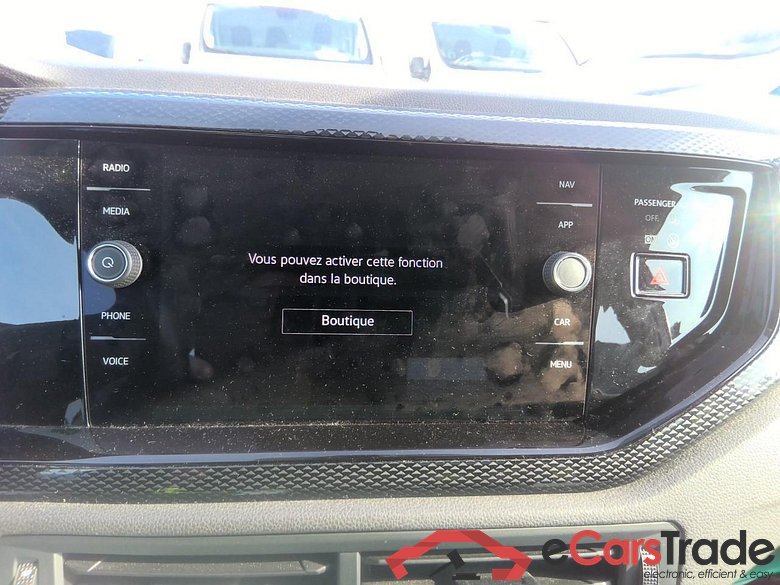 RADIO
MEDIA
PHONE
VOICE
Vous pouvez activer cette fonction
dans la boutique.
Boutique
NAV
APP
CAR
MENU
PASSENGER
OFF
ON
eCarsTrade
electronic, efficient & easy